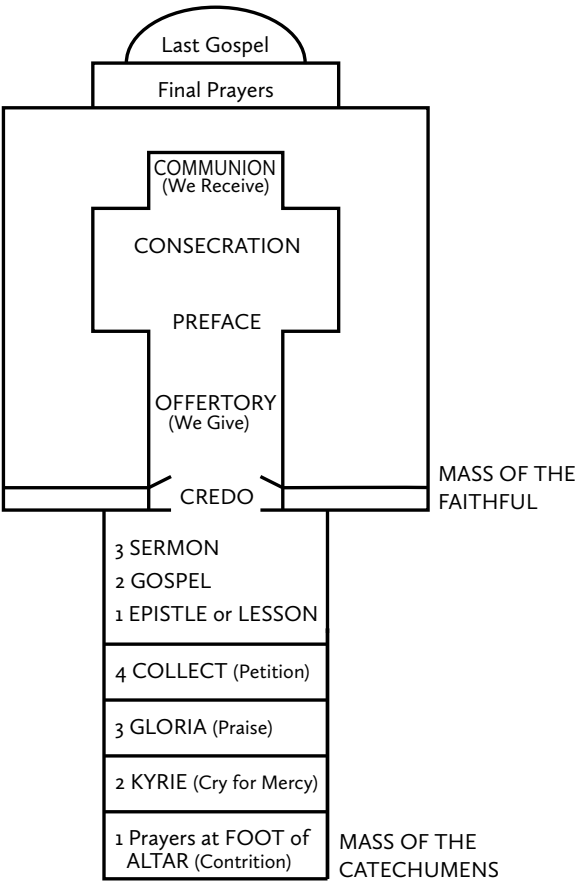 Last Gospel
Final Prayers
COMMUNION
(We Receive)
CONSECRATION
PREFACE
OFFERTORY
(We Give)
CREDO
MASS OF THE
FAITHFUL
3 SERMON
2 GOSPEL
1 EPISTLE or LESSON
4 COLLECT (Petition)
3 GLORIA (Praise)
2 KYRIE (Cry for Mercy)
1 Prayers at FOOT of
ALTAR (Contrition)
MASS OF THE
CATECHUMENS